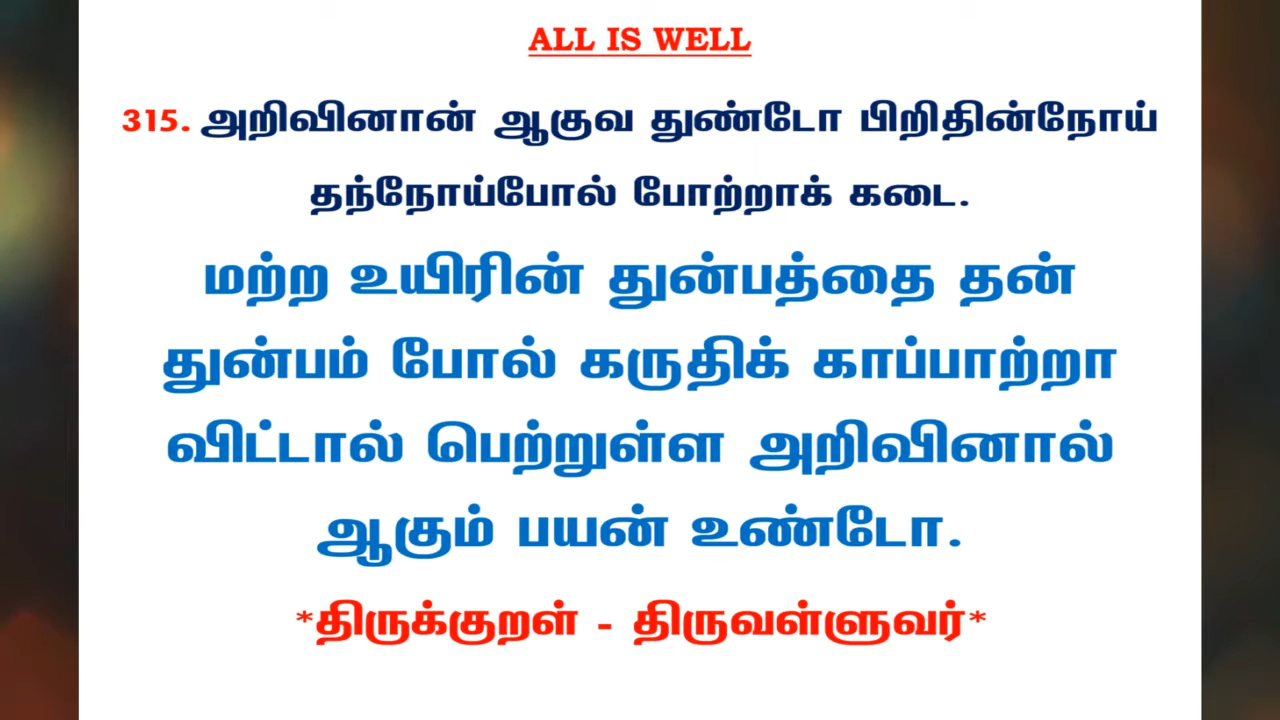 ALL IS WELL
315. அறிவினான் ஆகுவ துண்டோ பிறிதின்நோய்
தந்நோய்போல் போற்றாக் கடை.
மற்ற உயிரின் துன்பத்தை தன்
துன்பம் போல் கருதிக் காப்பாற்றா
விட்டால் பெற்றுள்ள அறிவினால்
ஆகும் பயன் உண்டோ.
*திருக்குறள் - திருவள்ளுவர்*